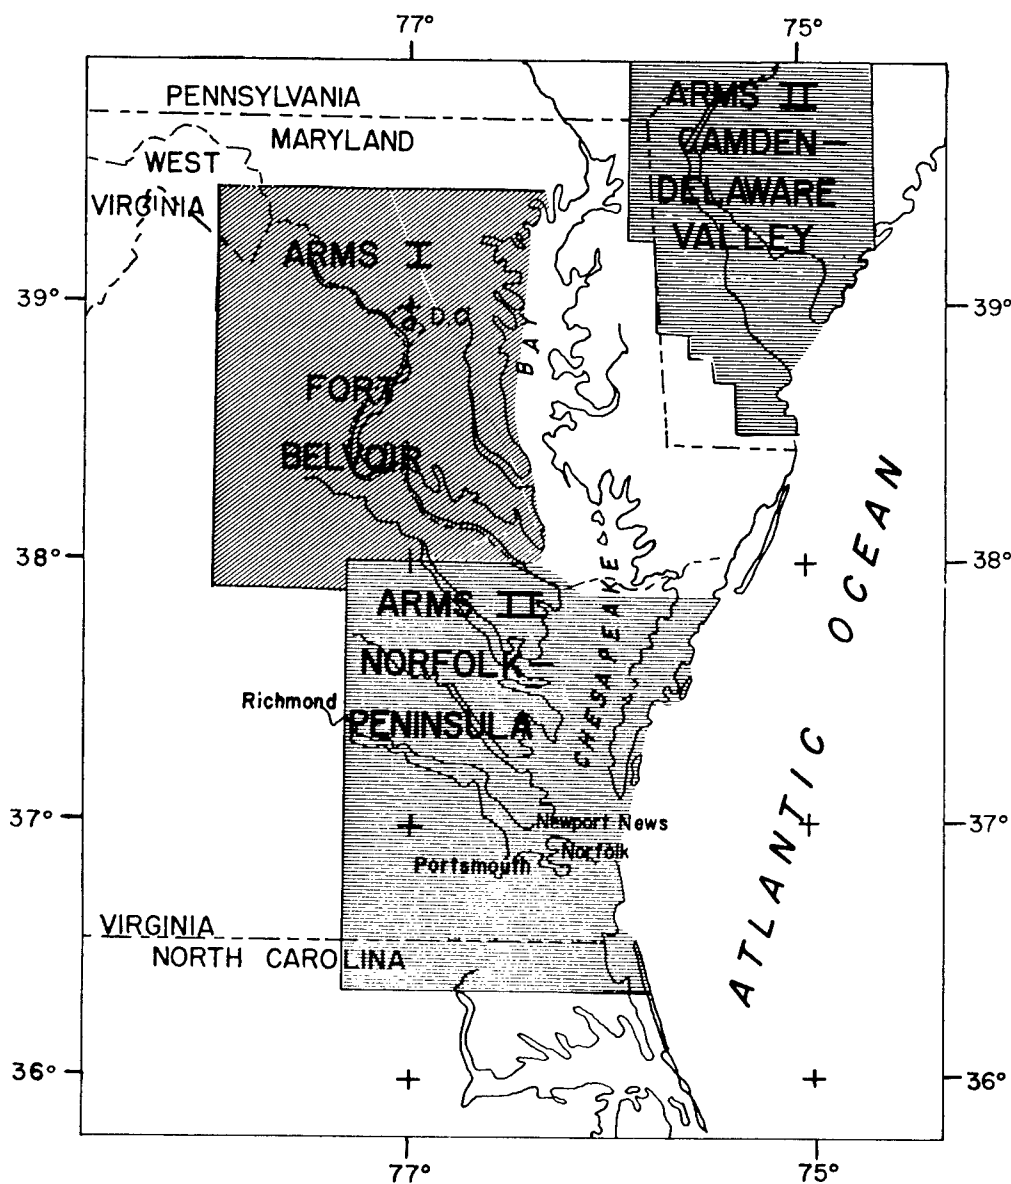 77° 75°
PENNSYLVANIA
MARYLAND
WEST
VIRGINIA
ARMS II
CAMDEN—
DELAWARE
VALLEY
ARMS I
D.C.
FORT
BELVOIR
39° 39°
CHESAPEAKE BAY
38° 38°
ARMS II
NORFOLK—
PENINSULA
Richmond
Newport News
Norfolk
Portsmouth
37° 37°
ATLANTIC OCEAN
VIRGINIA
NORTH CAROLINA
36° 36°
77° 75°